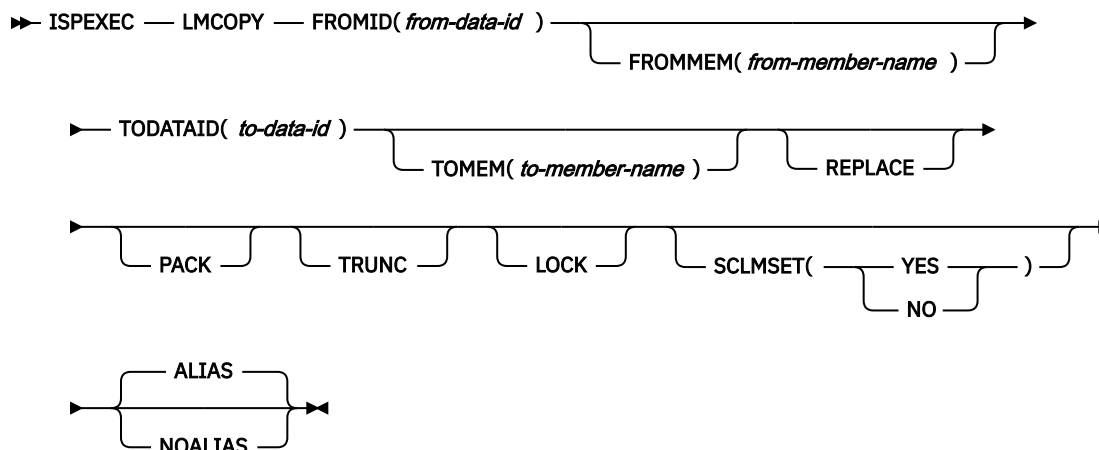 ISPEXEC LMCOPY FROMID( from-data-id )
FROMMEM( from-member-name )
TODATAID( to-data-id )
TOMEM( to-member-name ) REPLACE
PACK TRUNC LOCK SCLMSET( YES )
NO
ALIAS
NOALIAS